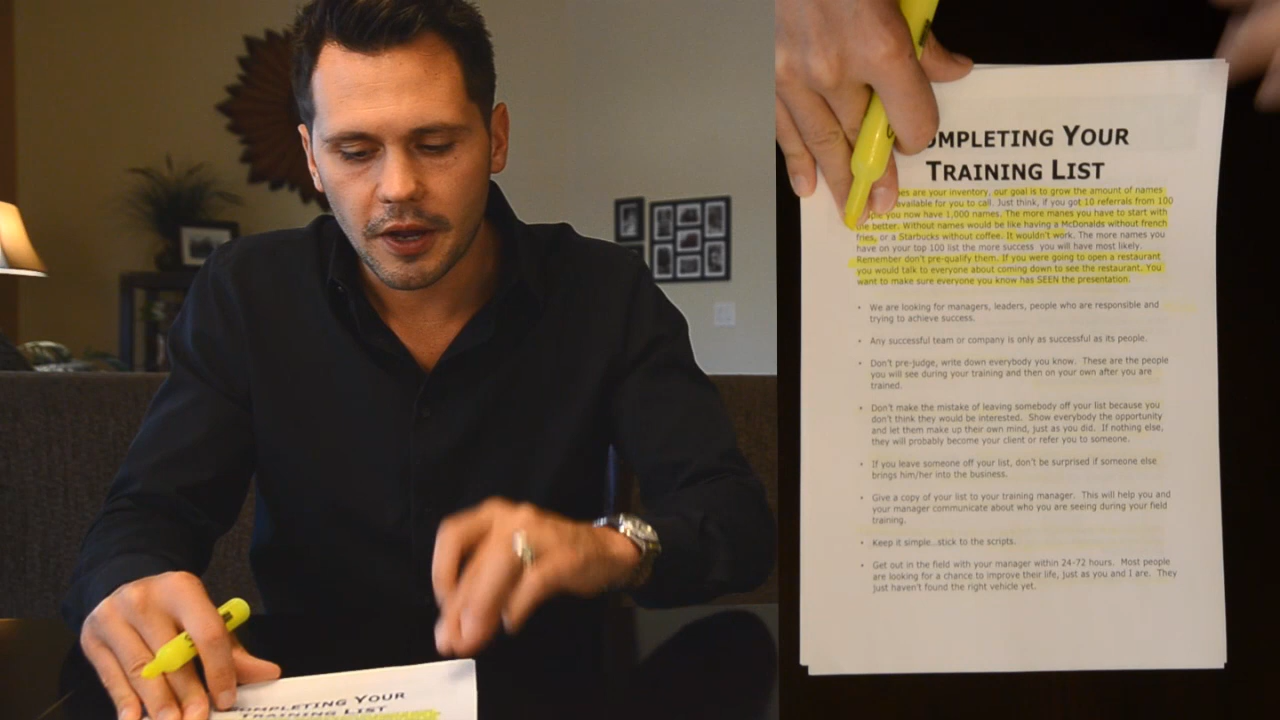 OMPLETING YOUR
TRAINING LIST
es are your inventory, our goal is to grow the amount of names
available for you to call. Just think, if you got 10 referrals from 100
you now have 1,000 names. The more manes you have to start with
the better. Without names would be like having a McDonalds without french
fries, or a Starbucks without coffee. It wouldn't work. The more names you
have on your top 100 list the more success you will have most likely.
Remember don't pre-qualify them. If you were going to open a restaurant
you would talk to everyone about coming down to see the restaurant. You
want to make sure everyone you know has SEEN the presentation.
• We are looking for managers, leaders, people who are responsible and
trying to achieve success.
• Any successful team or company is only as successful as its people.
• Don't pre-judge, write down everybody you know. These are the people
you will see during your training and then on your own after you are
trained.
• Don't make the mistake of leaving somebody off your list because you
don't think they would be interested. Show everybody the opportunity
and let them make up their own mind, just as you did. If nothing else,
they will probably become your client or refer you to someone.
• If you leave someone off your list, don't be surprised if someone else
brings him/her into the business.
• Give a copy of your list to your training manager. This will help you and
your manager communicate about who you are seeing during your field
training.
• Keep it simple…stick to the scripts.
• Get out in the field with your manager within 24-72 hours. Most people
are looking for a chance to improve their life, just as you and I are. They
just haven't found the right vehicle yet.
OMPLETING YOUR
TRAINING LIST